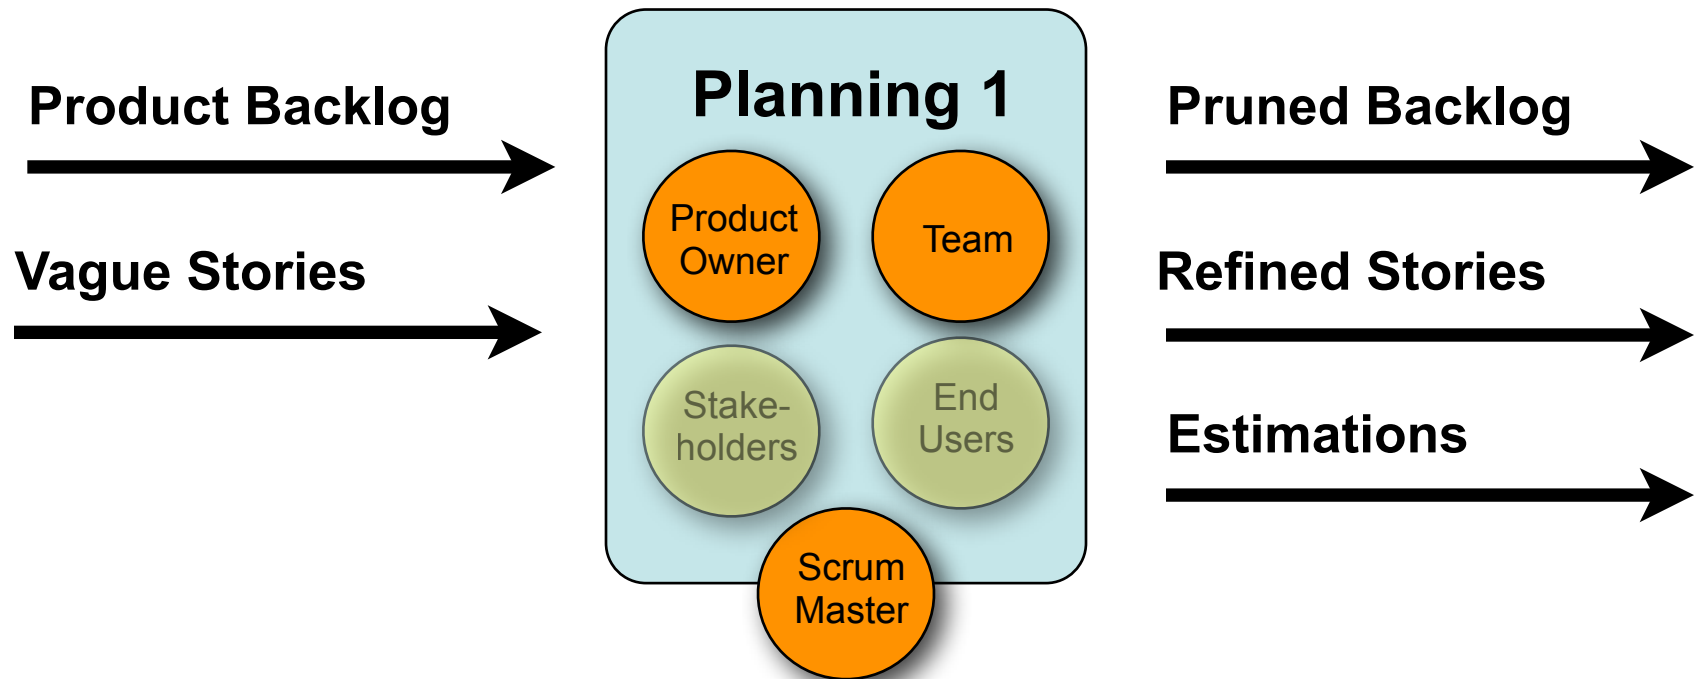 Product Backlog
Vague Stories
Planning 1
Product
Owner
Team
Stake-
holders
End
Users
Scrum
Master
Pruned Backlog
Refined Stories
Estimations